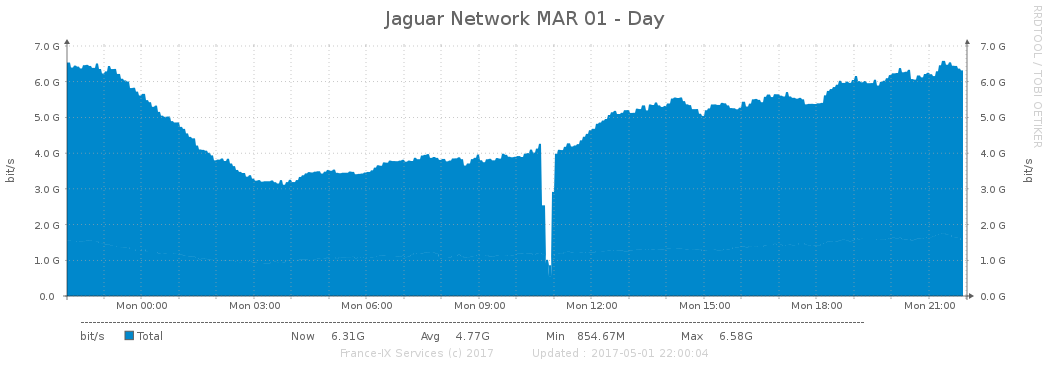 Jaguar Network MAR 01 - Day
RRDTOOL / TOBI OETIKER
7.0 G 7.0 G
6.0 G 6.0 G
5.0 G 5.0 G
4.0 G 4.0 G
3.0 G 3.0 G
2.0 G 2.0 G
1.0 G 1.0 G
0.0 0.0 G
bit/s bit/s
Mon 00:00 Mon 03:00 Mon 06:00 Mon 09:00 Mon 12:00 Mon 15:00 Mon 18:00 Mon 21:00
bit/s Total Now 6.31G Avg 4.77G Min 854.67M Max 6.58G
France-IX Services (c) 2017 Updated : 2017-05-01 22:00:04